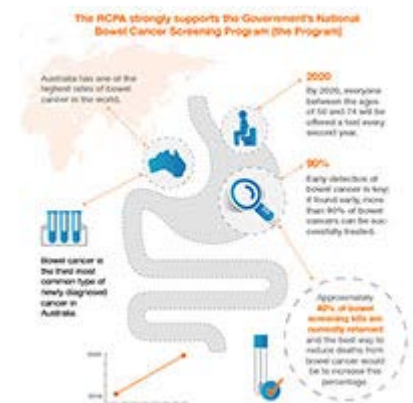 The RCPA strongly supports the Government's National
Bowel Cancer Screening Program (the Program)
Australia has one of the
highest rates of bowel
cancer in the world.
2020
By 2020, everyone
between the ages
of 50 and 74 will be
offered a test every
second year.
90%
Early detection of
bowel cancer is key:
if found early, more
than 90% of bowel
cancers can be suc-
cessfully treated.
Bowel cancer is
the third most
common type of
newly diagnosed
cancer in
Australia.
Approximately
40% of bowel
screening kits are
currently returned
and the best way to
reduce deaths from
bowel cancer would
be to increase this
percentage.